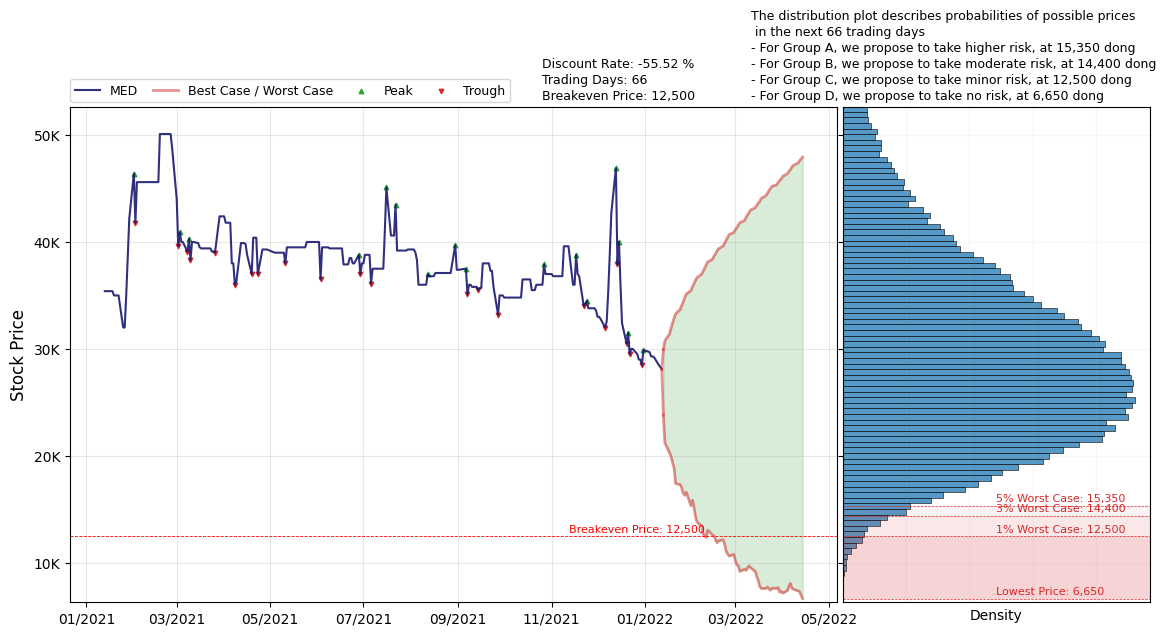 The distribution plot describes probabilities of possible prices
in the next 66 trading days
- For Group A, we propose to take higher risk, at 15,350 dong
- For Group B, we propose to take moderate risk, at 14,400 dong
- For Group C, we propose to take minor risk, at 12,500 dong
- For Group D, we propose to take no risk, at 6,650 dong
Discount Rate: -55.52 %
Trading Days: 66
Breakeven Price: 12,500
MED
Best Case / Worst Case
Peak
Trough
Stock Price
50K
40K
30K
20K
10K
Breakeven Price: 12,500
01/2021
03/2021
05/2021
07/2021
09/2021
11/2021
01/2022
03/2022
05/2022
5% Worst Case: 15,350
3% Worst Case: 14,400
1% Worst Case: 12,500
Lowest Price: 6,650
Density